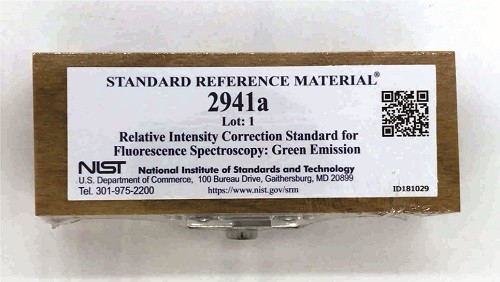 STANDARD REFERENCE MATERIAL®
2941a
Lot: 1
Relative Intensity Correction Standard for
Fluorescence Spectroscopy: Green Emission
NIST National Institute of Standards and Technology
U.S. Department of Commerce, 100 Bureau Drive, Gaithersburg, MD 20899
Tel. 301-975-2200 https://www.nist.gov/srm ID181029